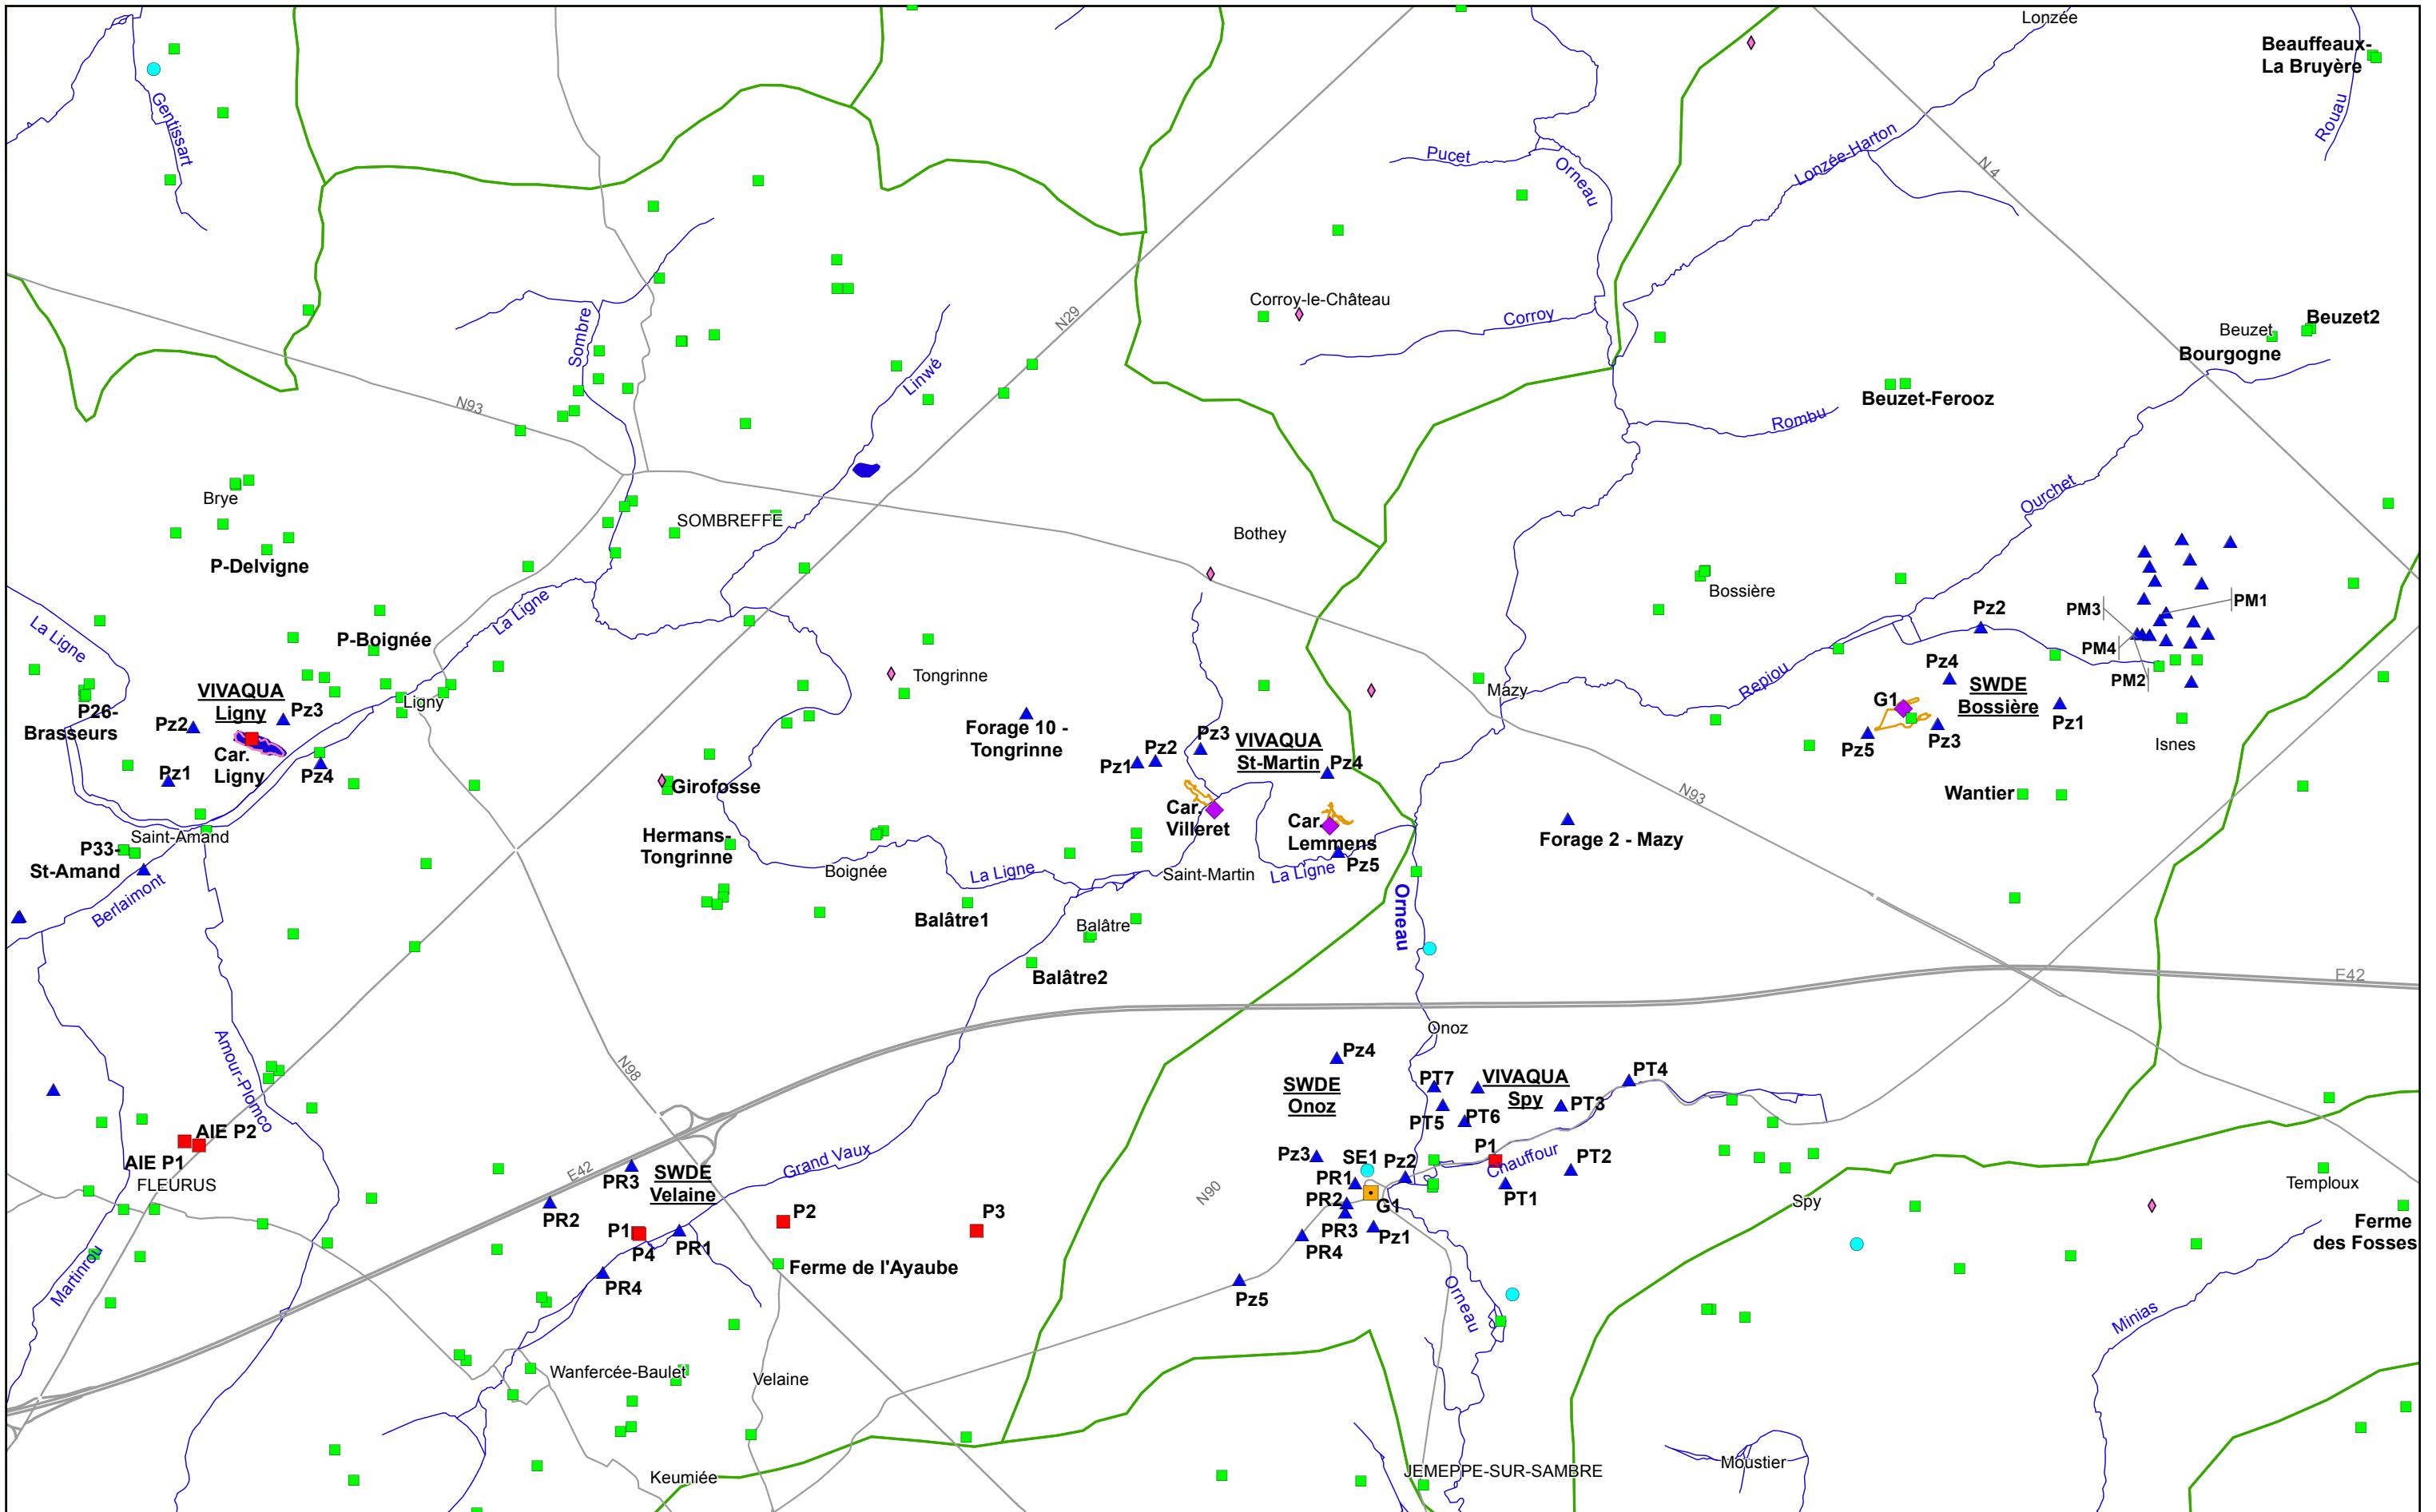 Lonzée
Beauffeaux-
La Bruyère
Gentissart
Rouau
Lonzée-Harton
Pucet
Orneau
N 4
Corroy-le-Château
Corroy
N29
Sombre
Beuzet2
Beuzet
Bourgogne
Linwé
N93
Beuzet-Ferooz
Rombu
Brye
SOMBREFFE
Bothey
Ourchet
P-Delvigne
Bossière
La Ligne
La Ligne
P-Boignée
Pz2
PM3
PM1
PM4
PM2
Tongrinne
Mazy
Repiou
Pz4
SWDE
Bossière
G1
Pz1
Pz3
Pz5
Isnes
VIVAQUA
Ligny
Ligny
P26-
Brasseurs
Pz2
Pz3
Car.
Ligny
Pz1
Pz4
Forage 10 -
Tongrinne
Pz3
Pz2
Pz1
VIVAQUA
St-Martin
Pz4
Girofosse
Car.
Villeret
Car.
Lemmens
Pz5
N93
Wantier
Forage 2 - Mazy
Saint-Amand
P33-
St-Amand
Hermans-
Tongrinne
Boignée
La Ligne
Saint-Martin
La Ligne
Berlaimont
Balâtre1
Balâtre
Orneau
Balâtre2
E42
Amour-Plomco
Onoz
N98
Pz4
SWDE
Onoz
PT7
VIVAQUA
Spy
PT4
PT3
PT5
PT6
P1
Chauffour
PT2
PT1
AIE P2
AIE P1
FLEURUS
E42
PR3
SWDE
Velaine
Grand Vaux
Pz3
SE1
Pz2
PR1
PR2
G1
PR3
Pz1
PR4
N90
PR2
P1
P4
PR1
P2
P3
PR4
Ferme de l'Ayaube
Pz5
Spy
Temploux
Ferme
des Fosses
Martinrou
Orneau
Minias
Wanfercée-Baulet
Velaine
Keumiée
JEMEPPE-SUR-SAMBRE
Moustier